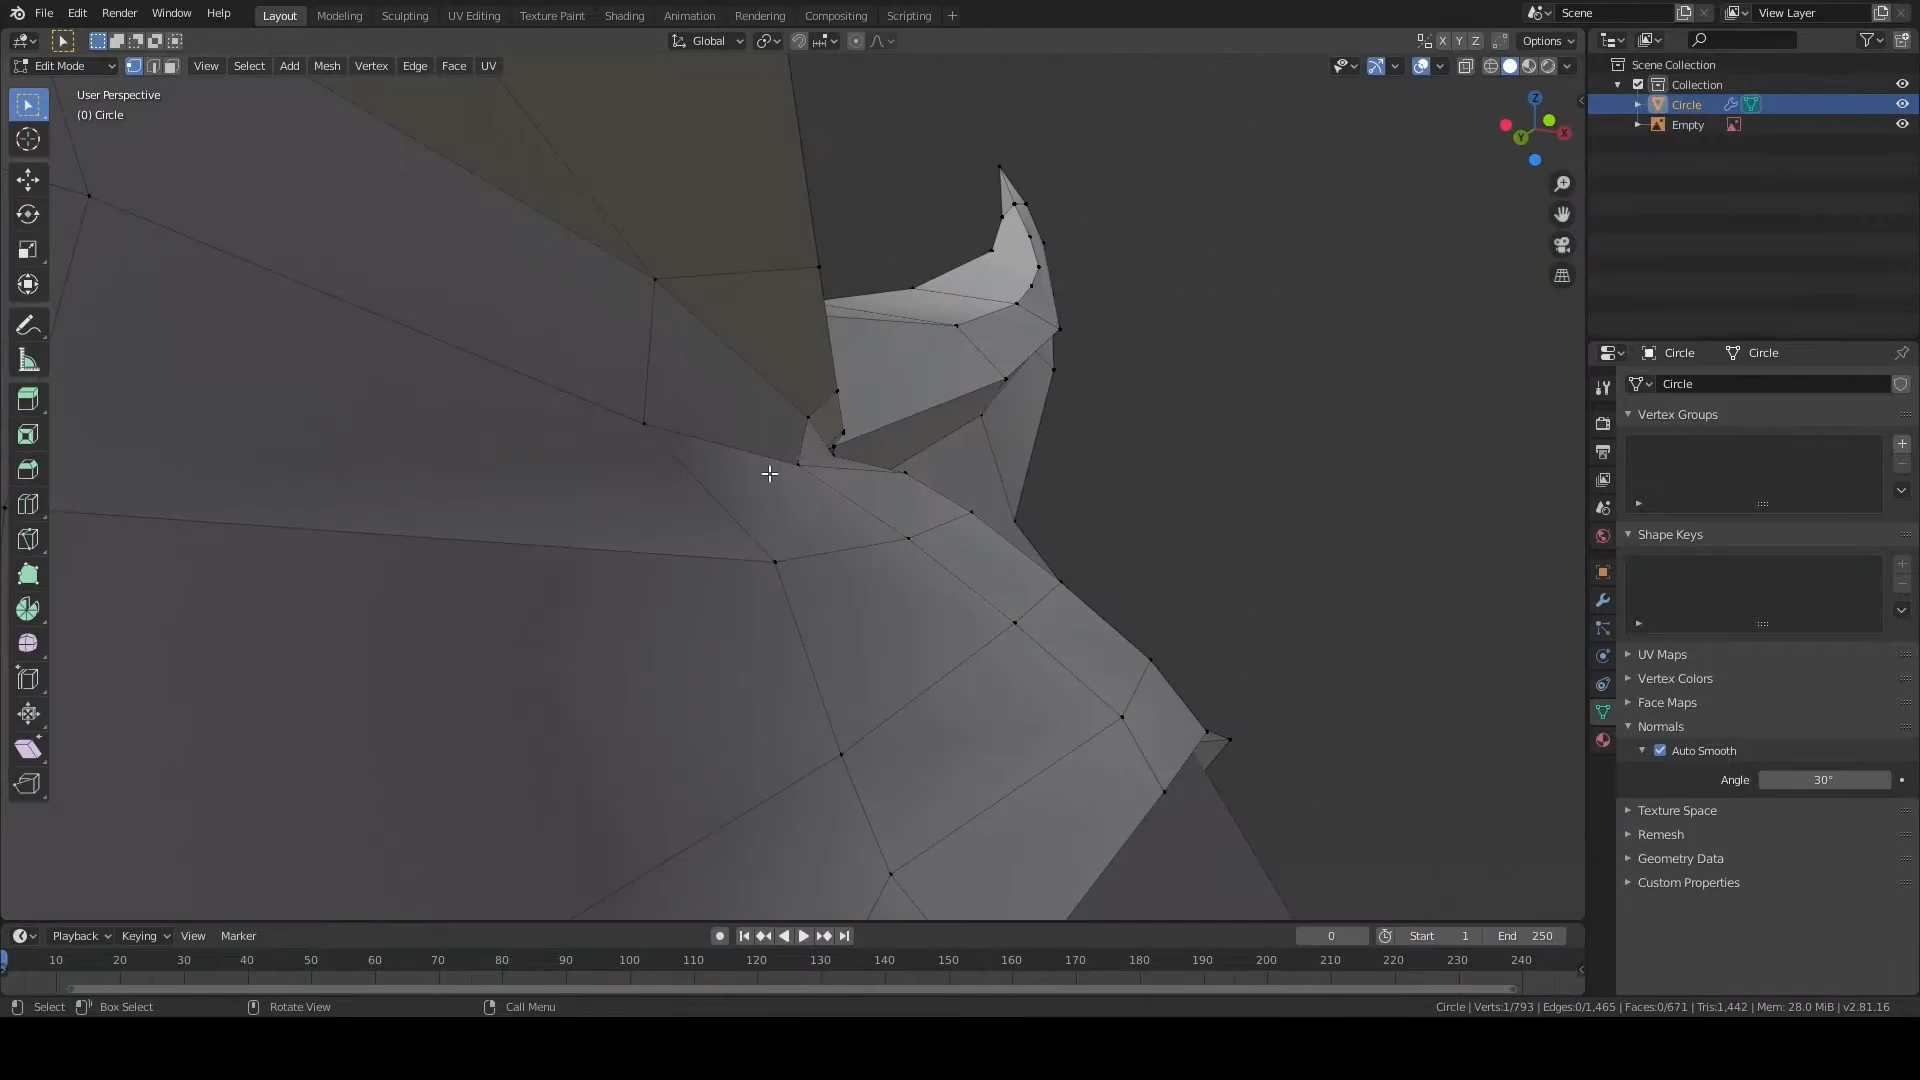 File Edit Render Window Help Layout Modeling Sculpting UV Editing Texture Paint Shading Animation Rendering Compositing Scripting + Scene View Layer
Global X Y Z Options
Edit Mode View Select Add Mesh Vertex Edge Face UV
User Perspective
(0) Circle
Z
X
Y
Scene Collection
Collection
Circle
Empty
Circle Circle
Circle
Vertex Groups
Shape Keys
UV Maps
Vertex Colors
Face Maps
Normals
Auto Smooth
Angle 30°
Texture Space
Remesh
Geometry Data
Custom Properties
Playback Keying View Marker 0 Start 1 End 250
10 20 30 40 50 60 70 80 90 100 110 120 130 140 150 160 170 180 190 200 210 220 230 240
Select Box Select Rotate View Call Menu Circle | Verts:1/793 | Edges:0/1,465 | Faces:0/671 | Tris:1,442 | Mem: 28.0 MiB | v2.81.16